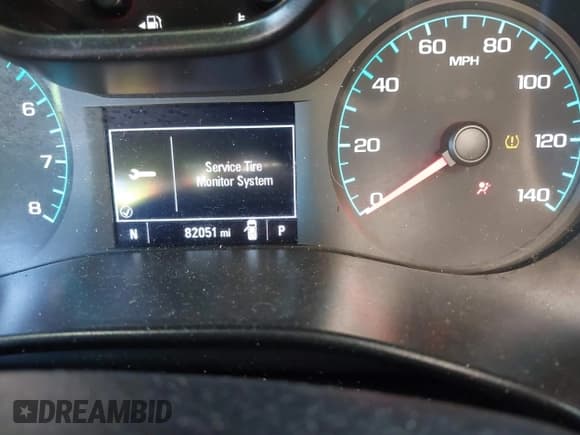 60
80
MPH
40
100
6
20
120
7
Service Tire
Monitor System
8
0
140
N
82051 mi
P
DREAMBID